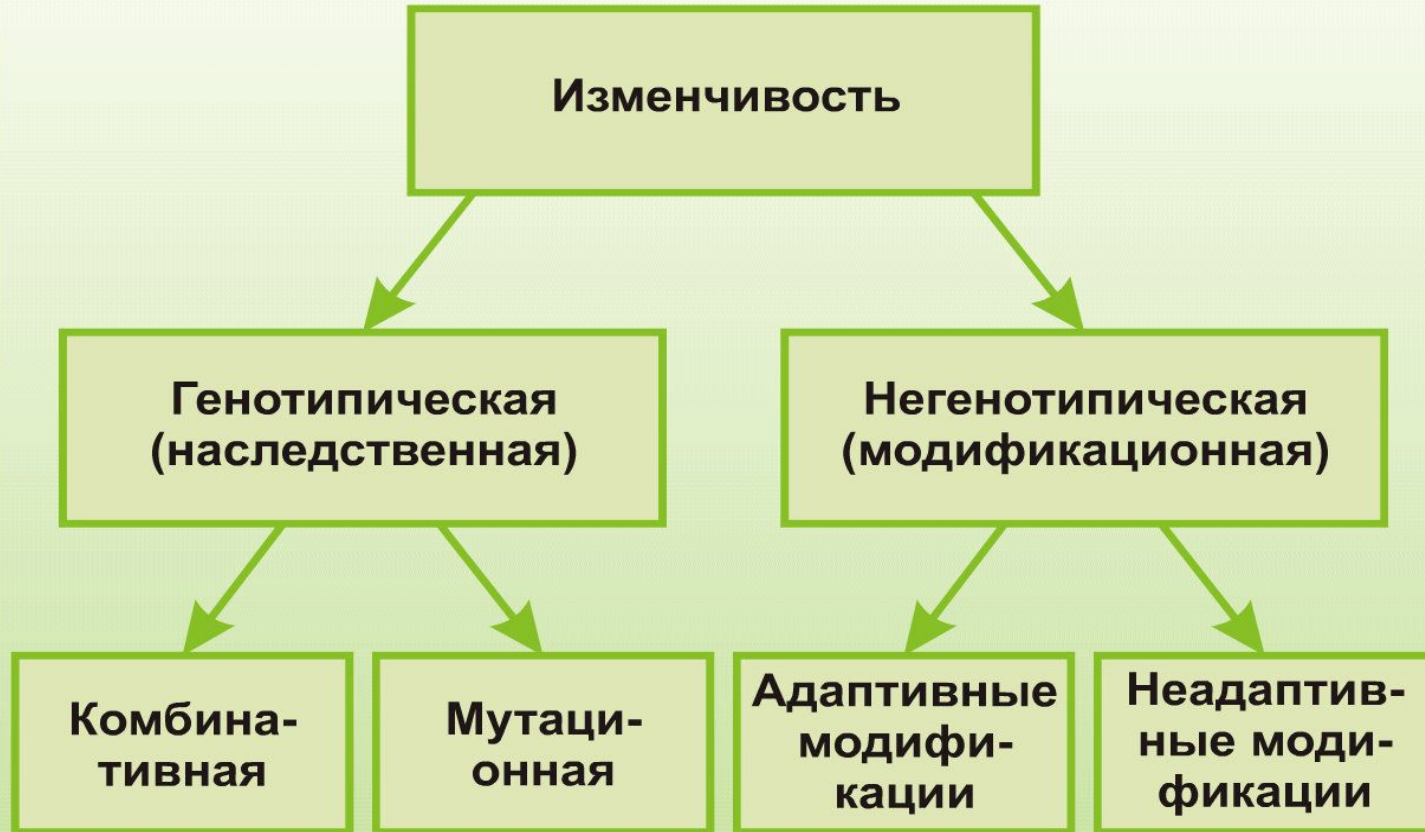 Изменчивость
Генотипическая
(наследственная)
Негенотипическая
(модификационная)
Комбина-
тивная
Мутаци-
онная
Адаптивные
модифи-
кации
Неадаптив-
ные моди-
фикации